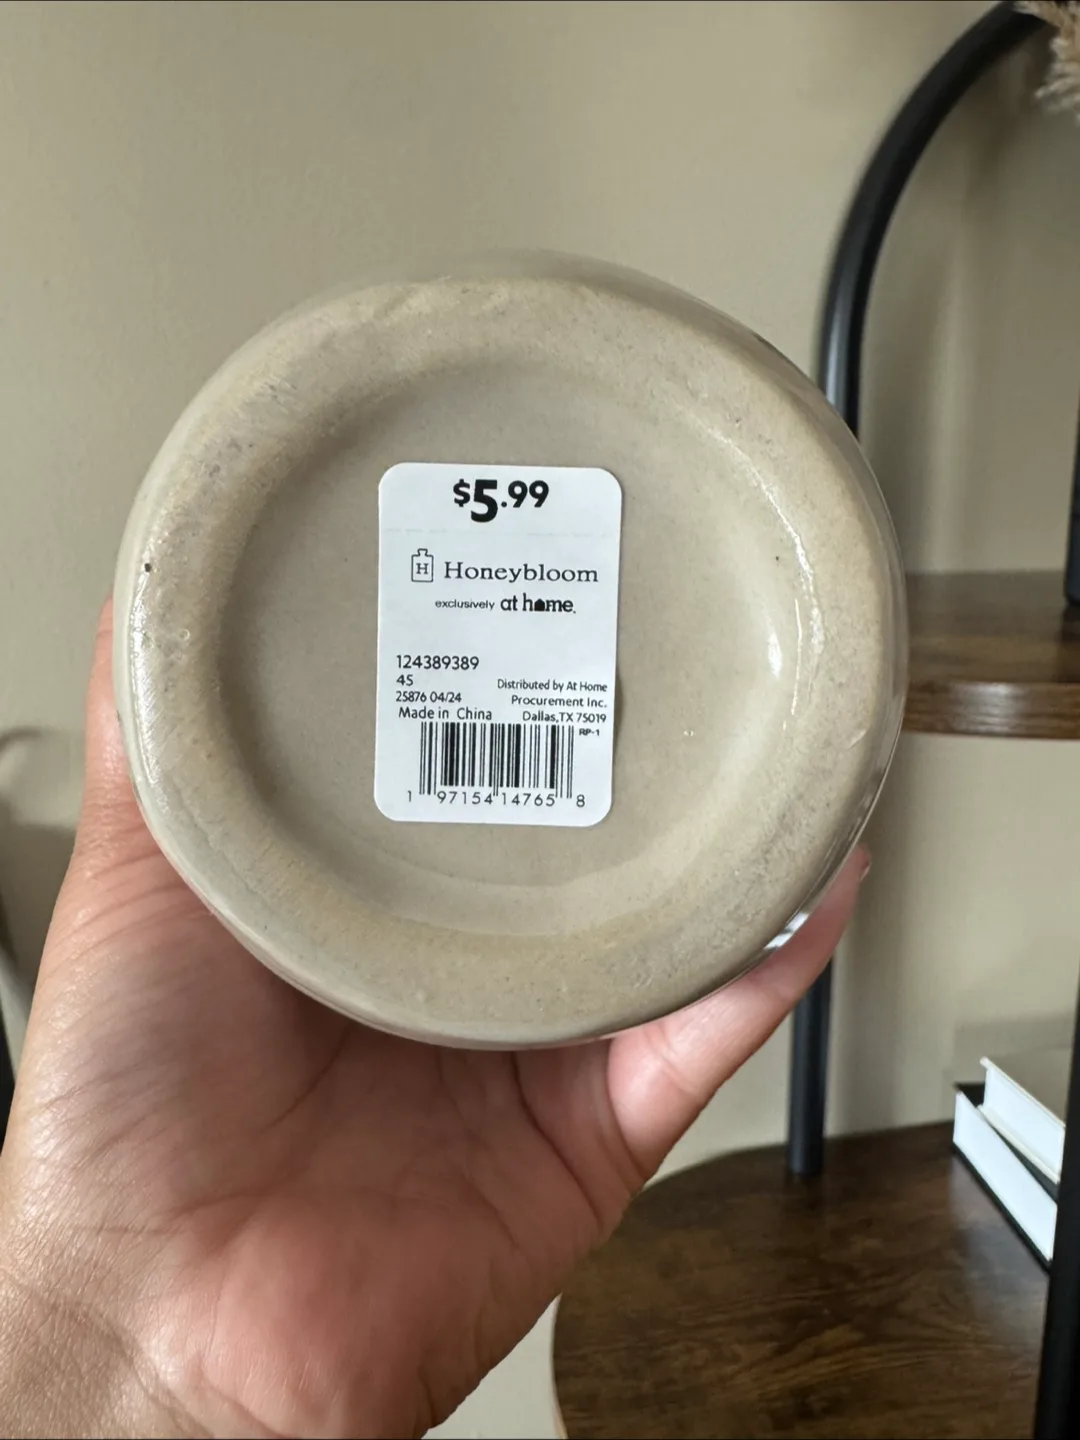 $5.99
H Honeybloom
exclusively at home.
124389389
45
25876 04/24
Made in China
Distributed by At Home
Procurement Inc.
Dallas,TX 75019
RP-1
1 97154 14765 8